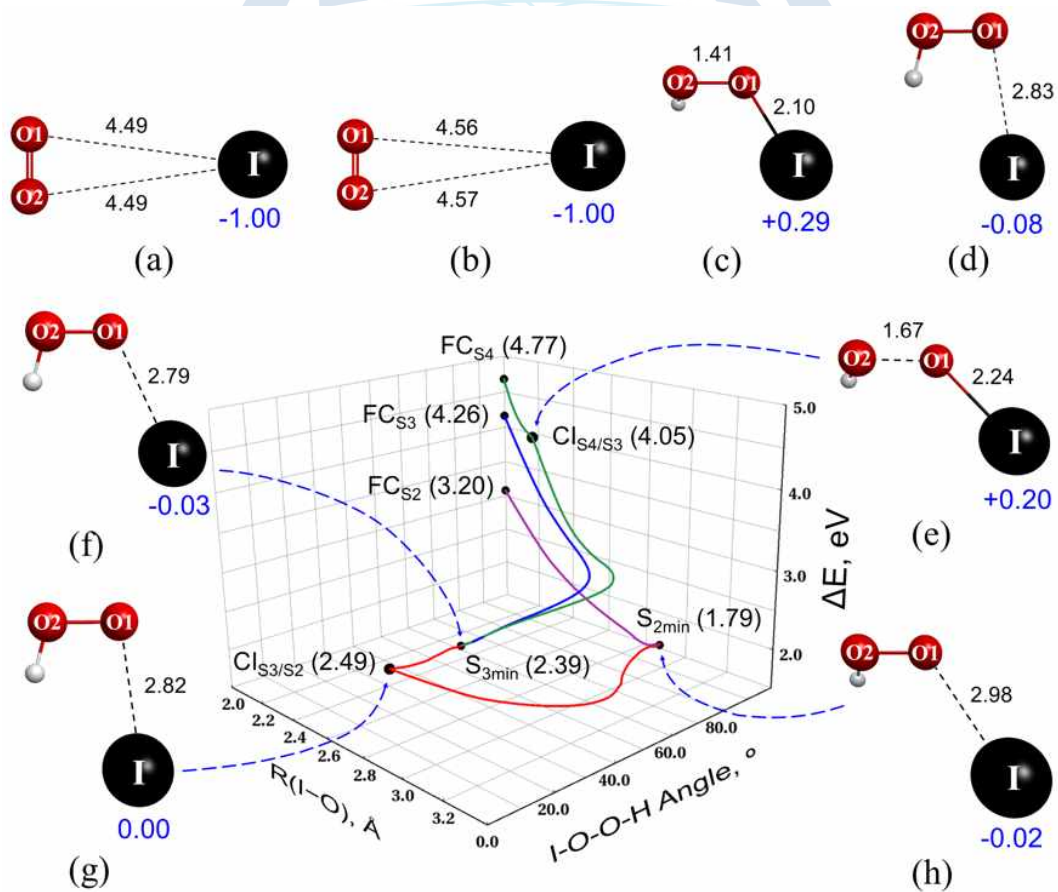 O1
4.49
O2
4.49
I
-1.00
(a)
O1
4.56
O2
4.57
I
-1.00
(b)
O2
1.41
O1
2.10
I
+0.29
(c)
O2
O1
2.83
I
-0.08
(d)
O2
O1
2.79
I
-0.03
(f)
O2
O1
2.82
I
0.00
(g)
FC_S4 (4.77)
FC_S3 (4.26)
CI_S4/S3 (4.05)
FC_S2 (3.20)
S_2min (1.79)
CI_S3/S2 (2.49)
S_3min (2.39)
5.0
4.0
3.0
2.0
ΔE, eV
2.0
2.2
2.4
2.6
2.8
3.0
3.2
R(I–O), Å
0.0
20.0
40.0
60.0
80.0
I-O-O-H Angle, °
O2
1.67
O1
2.24
I
+0.20
(e)
O2
O1
2.98
I
-0.02
(h)